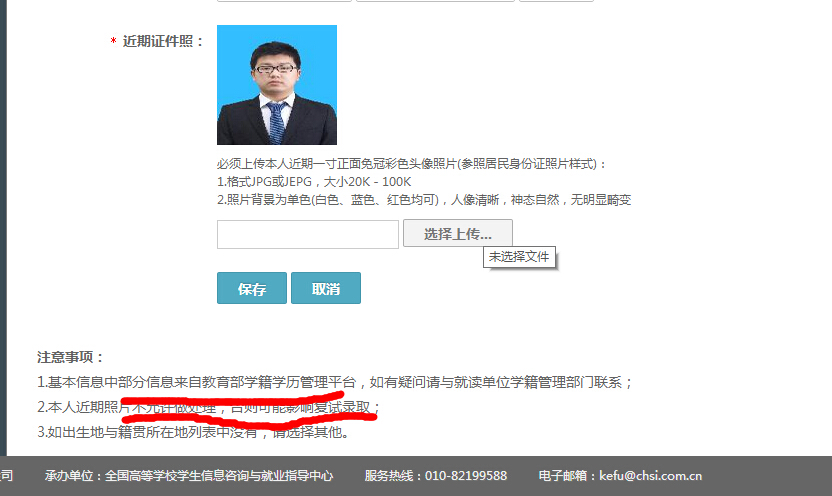 * 近期证件照：
必须上传本人近期一寸正面免冠彩色头像照片(参照居民身份证照片样式)：
1.格式JPG或JEPG，大小20K - 100K
2.照片背景为单色(白色、蓝色、红色均可)，人像清晰，神态自然，无明显畸变
选择上传...
未选择文件
保存 取消
注意事项：
1.基本信息中部分信息来自教育部学籍学历管理平台，如有疑问请与就读单位学籍管理部门联系；
2.本人近期照片不允许做处理，否则可能影响复试录取；
3.如出生地与籍贯所在地列表中没有，请选择其他。
公司 承办单位：全国高等学校学生信息咨询与就业指导中心 服务热线：010-82199588 电子邮箱：kefu@chsi.com.cn